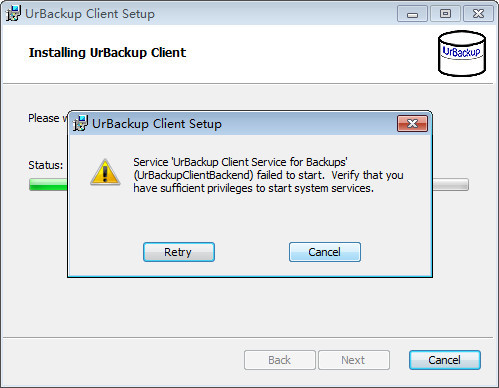 UrBackup Client Setup
Installing UrBackup Client
UrBackup
Please w
UrBackup Client Setup
Status:
Service 'UrBackup Client Service for Backups'
(UrBackupClientBackend) failed to start.  Verify that you
have sufficient privileges to start system services.
Retry
Cancel
Back
Next
Cancel